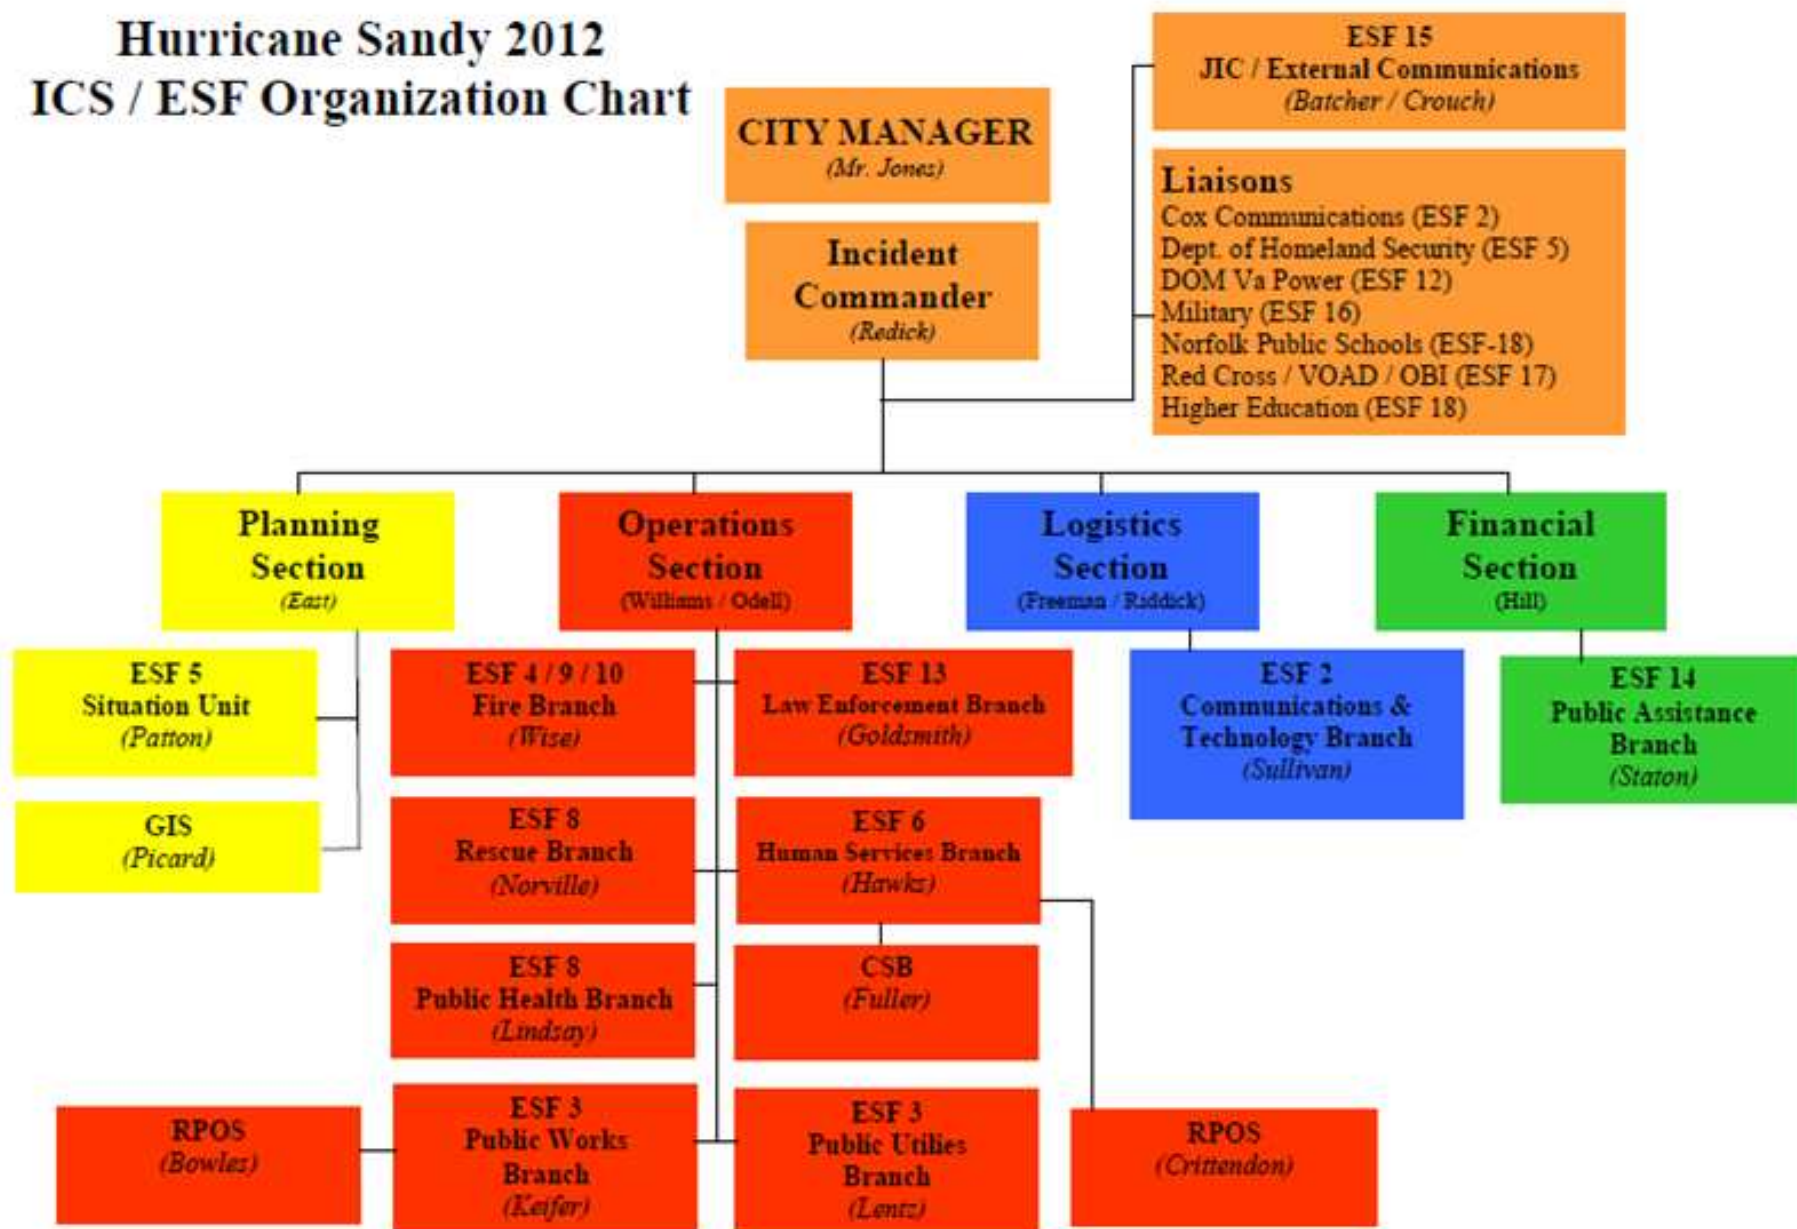 Hurricane Sandy 2012
ICS / ESF Organization Chart
CITY MANAGER
(Mr. Jones)
Incident
Commander
(Redick)
ESF 15
JIC / External Communications
(Batcher / Crouch)
Liaisons
Cox Communications (ESF 2)
Dept. of Homeland Security (ESF 5)
DOM Va Power (ESF 12)
Military (ESF 16)
Norfolk Public Schools (ESF-18)
Red Cross / VOAD / OBI (ESF 17)
Higher Education (ESF 18)
Planning
Section
(East)
Operations
Section
(Williams / Odell)
Logistics
Section
(Freeman / Riddick)
Financial
Section
(Hill)
ESF 5
Situation Unit
(Patton)
GIS
(Picard)
ESF 4 / 9 / 10
Fire Branch
(Wise)
ESF 13
Law Enforcement Branch
(Goldsmith)
ESF 8
Rescue Branch
(Norville)
ESF 6
Human Services Branch
(Hawks)
ESF 8
Public Health Branch
(Lindsay)
CSB
(Fuller)
RPOS
(Bowles)
ESF 3
Public Works
Branch
(Keifer)
ESF 3
Public Utilies
Branch
(Lentz)
RPOS
(Crittendon)
ESF 2
Communications &
Technology Branch
(Sullivan)
ESF 14
Public Assistance
Branch
(Staton)